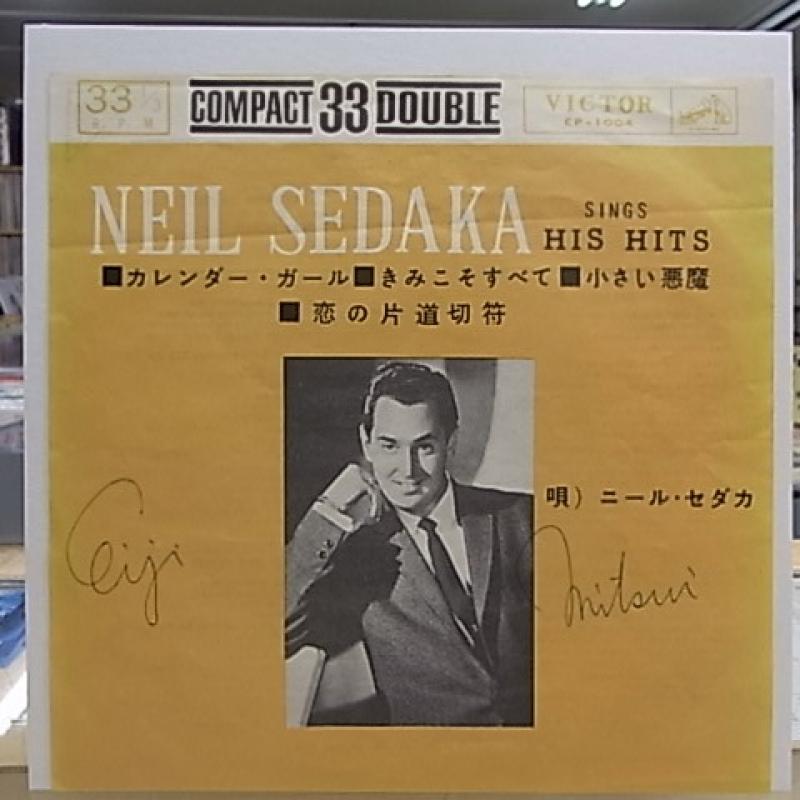 33 1/3
R.P.M
COMPACT 33 DOUBLE
VICTOR
CP-1004
NEIL SEDAKA
SINGS
HIS HITS
■カレンダー・ガール■きみこそすべて■小さい悪魔
■恋の片道切符
唄）ニール・セダカ
Eiji
Mitsui